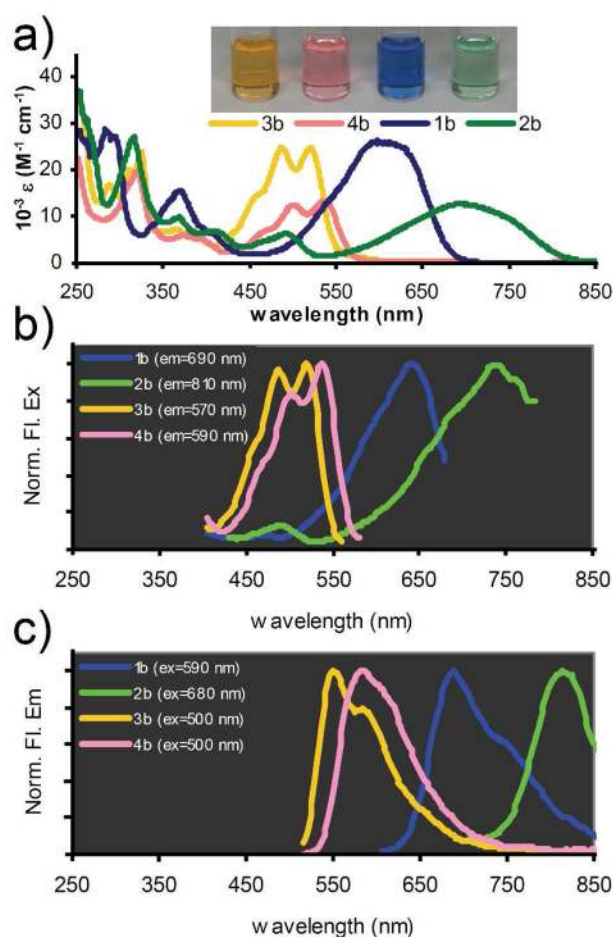 a)
3b 4b 1b 2b
10⁻³ ε (M⁻¹ cm⁻¹)
40
30
20
10
0
250 350 450 550 650 750 850
wavelength (nm)
b)
Norm. Fl. Ex
1b (em=690 nm)
2b (em=810 nm)
3b (em=570 nm)
4b (em=590 nm)
250 350 450 550 650 750 850
wavelength (nm)
c)
Norm. Fl. Em
1b (ex=590 nm)
2b (ex=680 nm)
3b (ex=500 nm)
4b (ex=500 nm)
250 350 450 550 650 750 850
wavelength (nm)